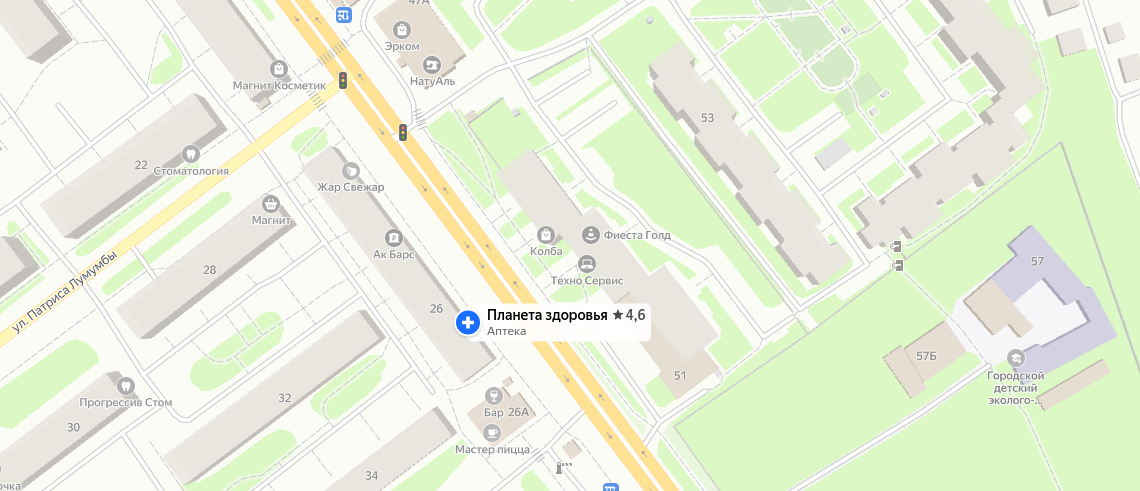 47А
Эрком
НатуАль
Магнит Косметик
53
22
Стоматология
Жар Свежар
Магнит
Фиеста Голд
Колба
Ак Барс
Техно Сервис
28
ул. Патриса Лумумбы
57
26
Планета здоровья ★4,6
Аптека
57Б
51
Городской
детский
эколого-...
Прогрессив Стом
32
Бар 26А
30
Мастер пицца
34
очка